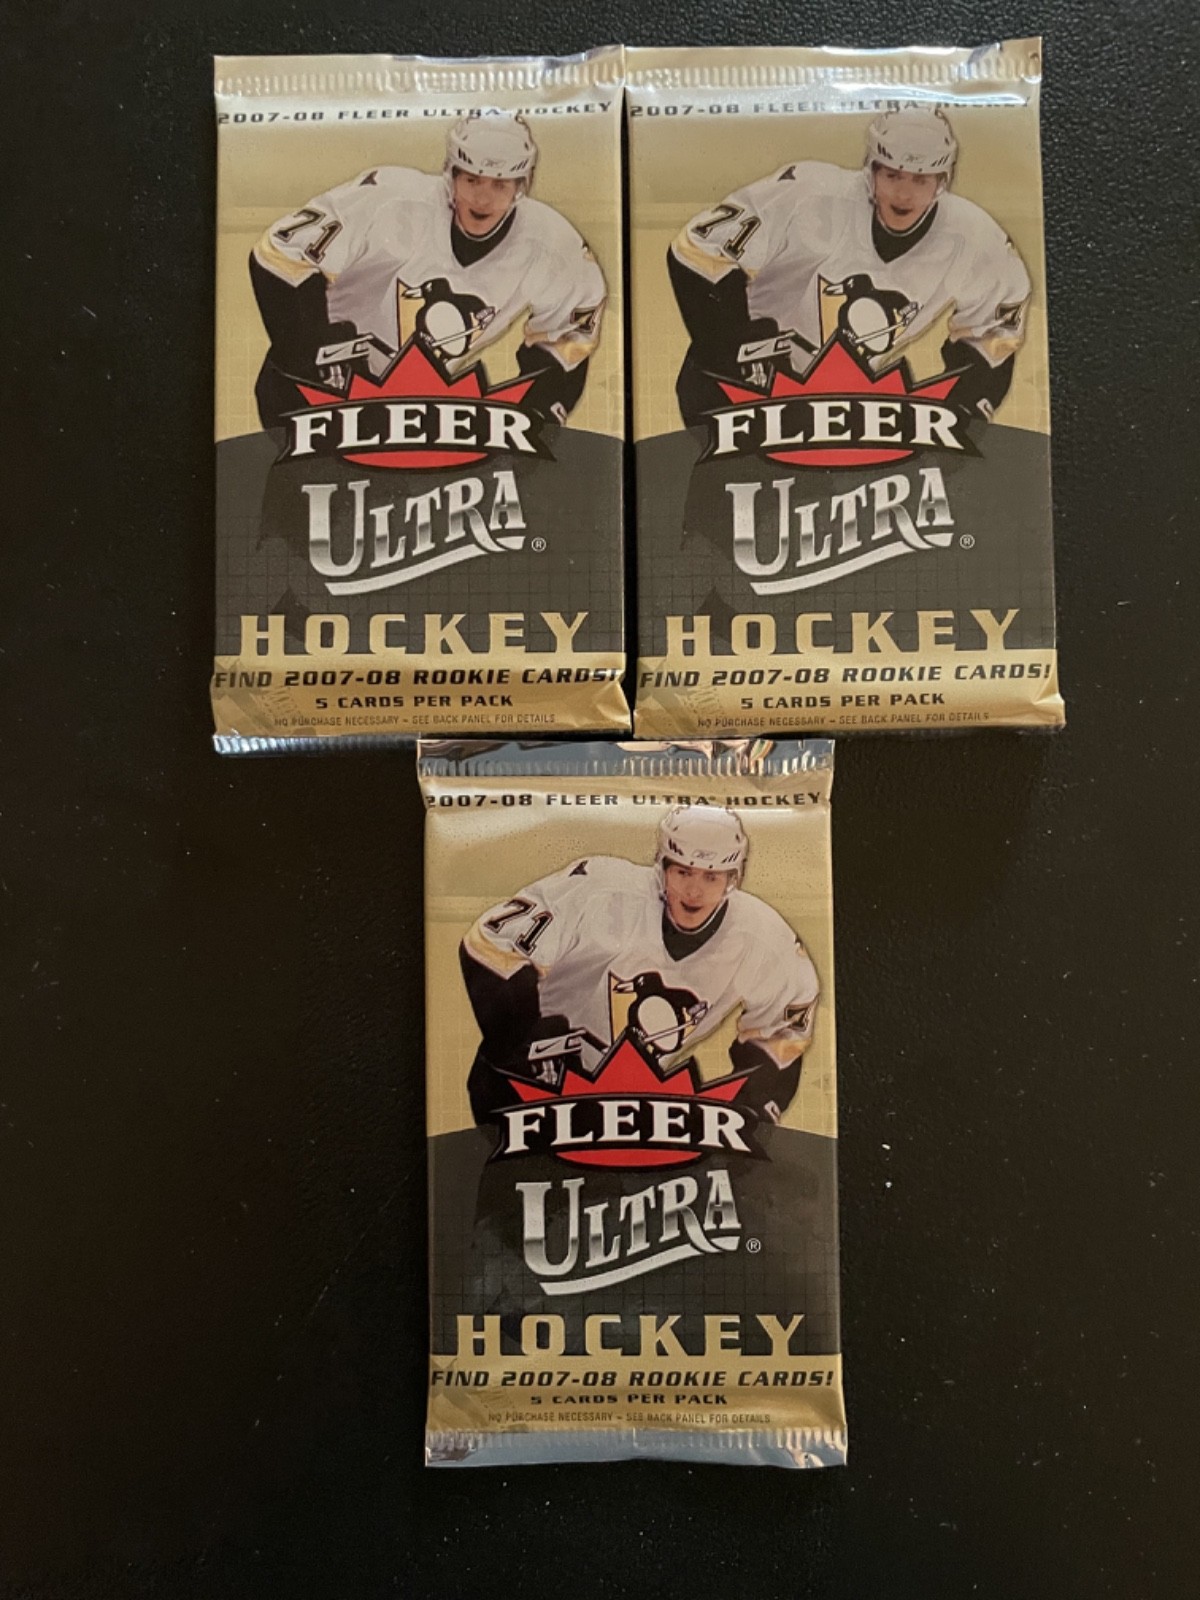 2007-08 FLEER ULTRA HOCKEY
71
7
FLEER
ULTRA®
HOCKEY
FIND 2007-08 ROOKIE CARDS!
5 CARDS PER PACK
NO PURCHASE NECESSARY – SEE BACK PANEL FOR DETAILS
2007-08 FLEER ULTRA HOCKEY
71
7
FLEER
ULTRA®
HOCKEY
FIND 2007-08 ROOKIE CARDS!
5 CARDS PER PACK
NO PURCHASE NECESSARY – SEE BACK PANEL FOR DETAILS
2007-08 FLEER ULTRA® HOCKEY
71
7
FLEER
ULTRA®
HOCKEY
FIND 2007-08 ROOKIE CARDS!
5 CARDS PER PACK
NO PURCHASE NECESSARY – SEE BACK PANEL FOR DETAILS